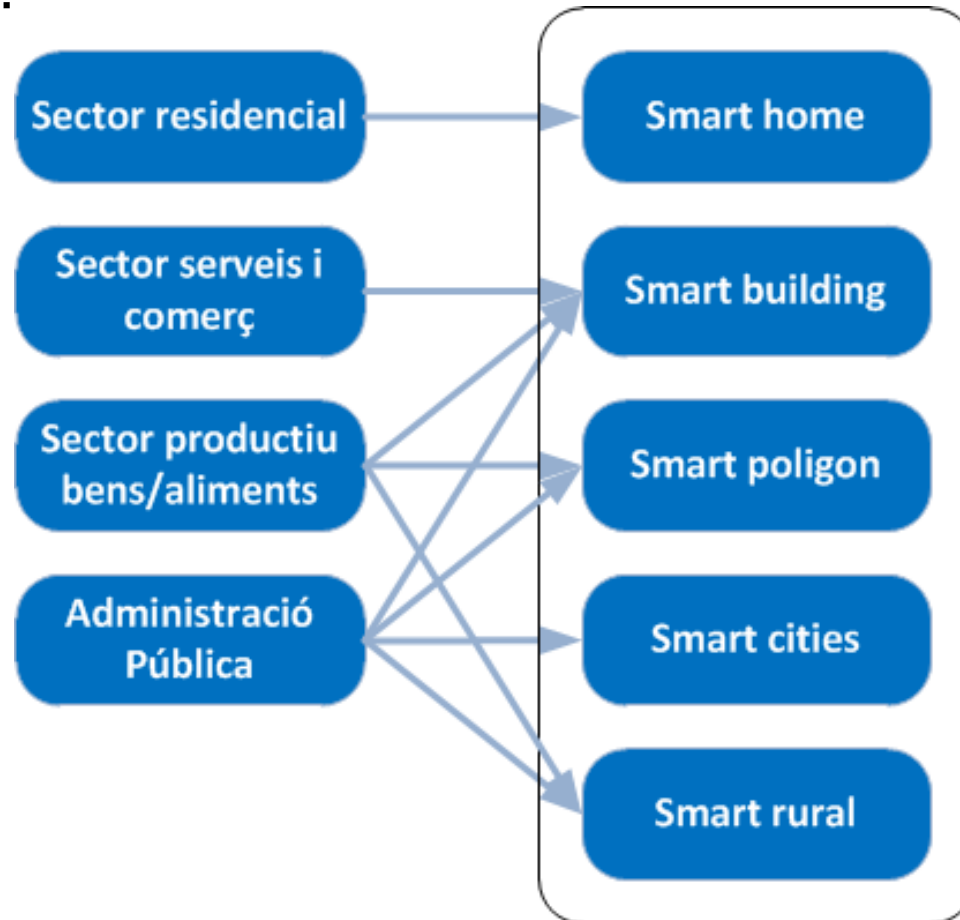 Sector residencial
Smart home
Sector serveis i
comerç
Smart building
Sector productiu
bens/aliments
Smart poligon
Administració
Pública
Smart cities
Smart rural